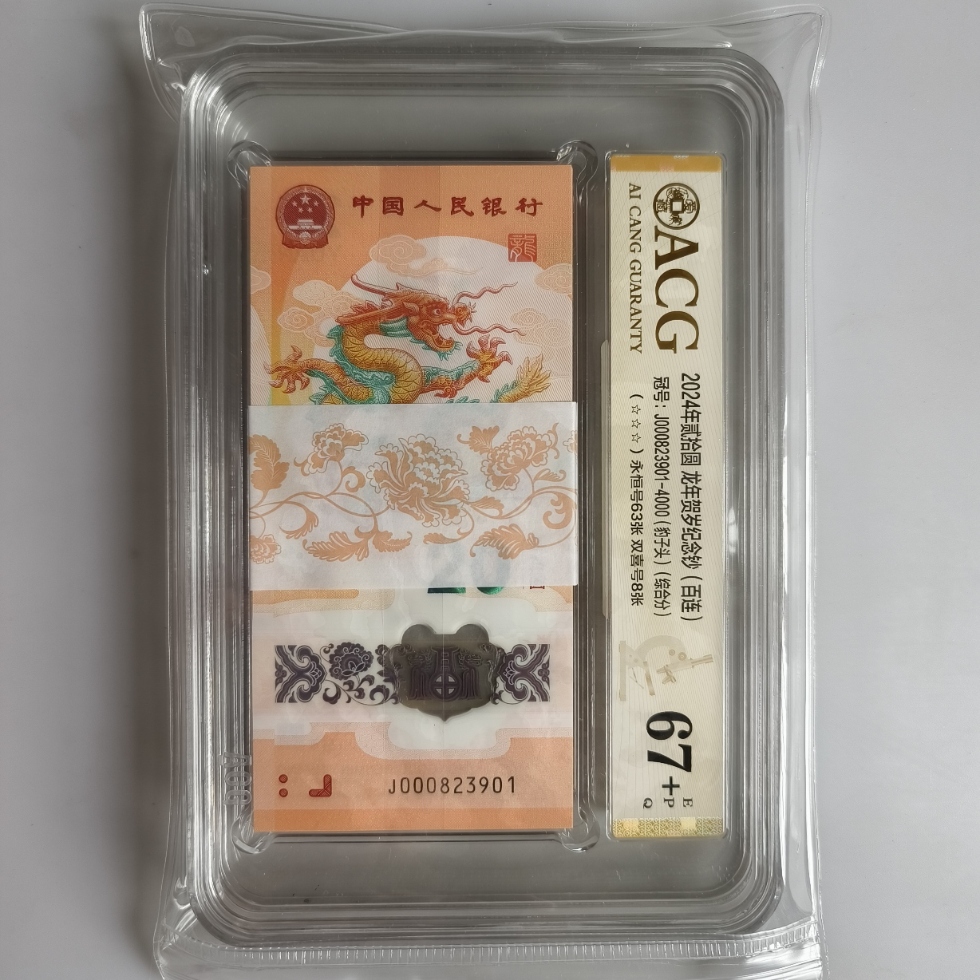 中国人民银行
龍
20
J000823901
ACG
AI CANG GUARANTY
2024年贰拾圆 龙年贺岁纪念钞（百连）
冠号：J000823901-4000（豹子头）（综合分）
（☆☆☆）永恒号63张 双喜号8张
67+
E
P
Q